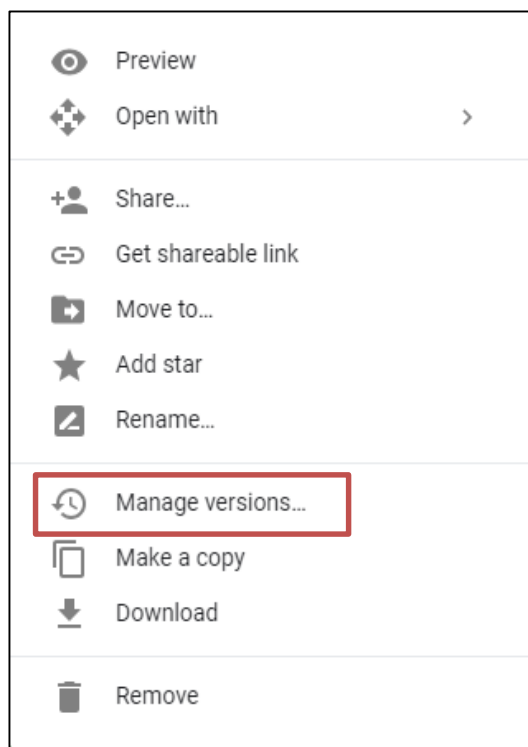 Preview
Open with
Share...
Get shareable link
Move to...
Add star
Rename...
Manage versions...
Make a copy
Download
Remove